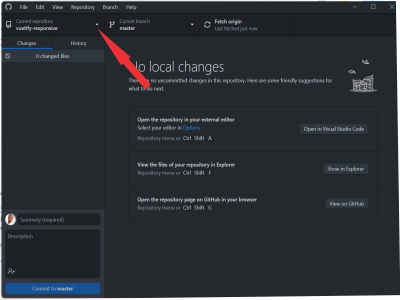 File Edit View Repository Branch Help
Current repository
vuetify-responsive
Current branch
master
Fetch origin
Last fetched just now
Changes History
0 changed files
No local changes
There are no uncommitted changes in this repository. Here are some friendly suggestions for
what to do next.
Open the repository in your external editor
Select your editor in Options
Repository menu or Ctrl Shift A
Open in Visual Studio Code
View the files of your repository in Explorer
Repository menu or Ctrl Shift F
Show in Explorer
Open the repository page on GitHub in your browser
Repository menu or Ctrl Shift G
View on GitHub
Summary (required)
Description
Commit to master